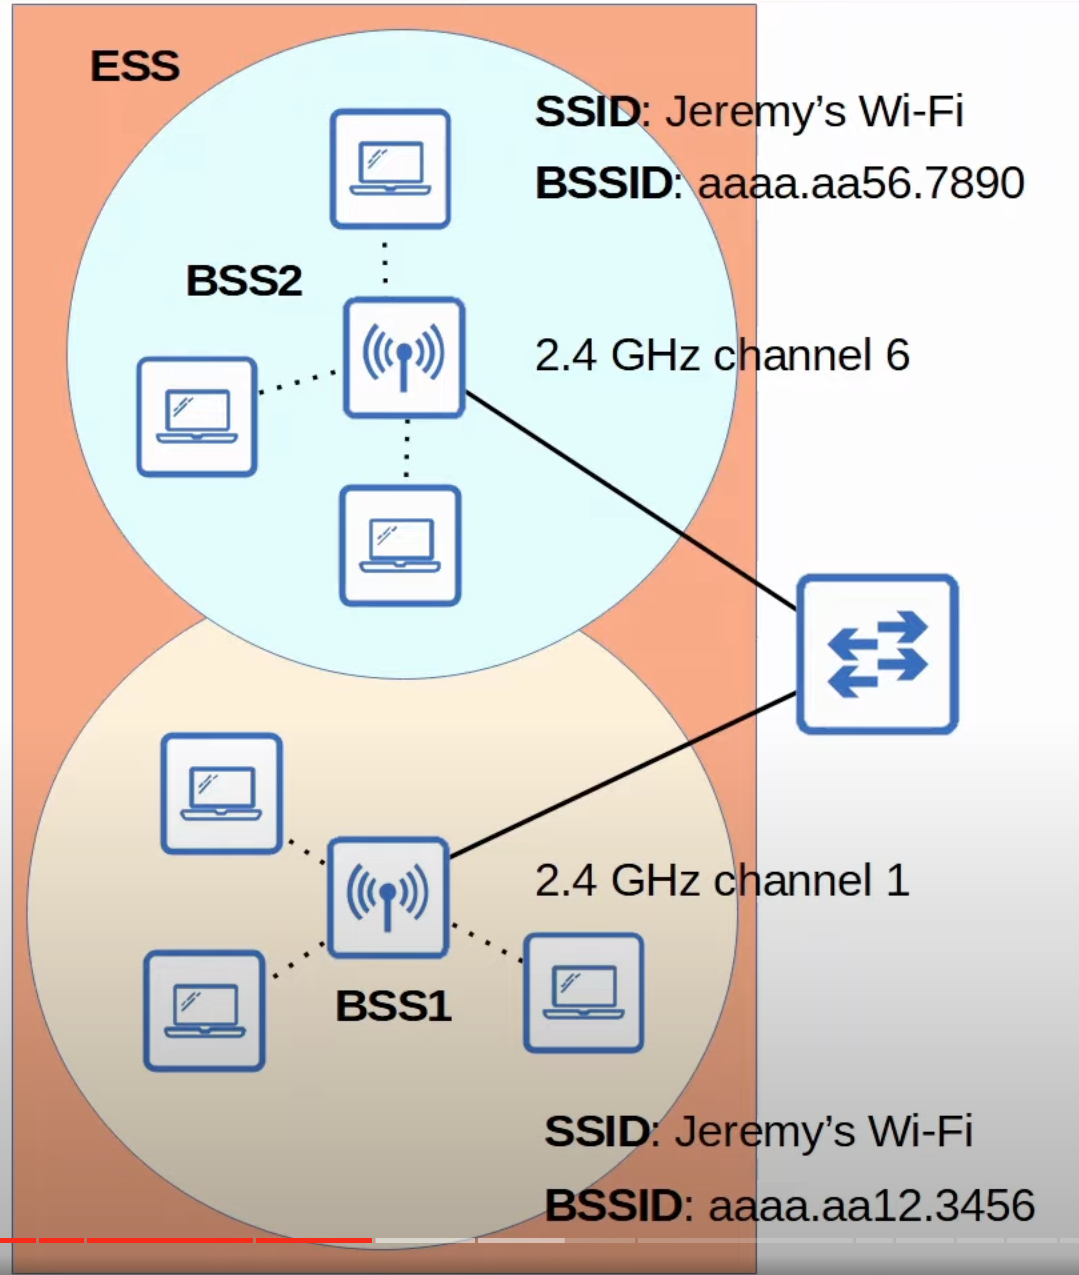 ESS
SSID: Jeremy’s Wi-Fi
BSSID: aaaa.aa56.7890
BSS2
2.4 GHz channel 6
2.4 GHz channel 1
BSS1
SSID: Jeremy’s Wi-Fi
BSSID: aaaa.aa12.3456